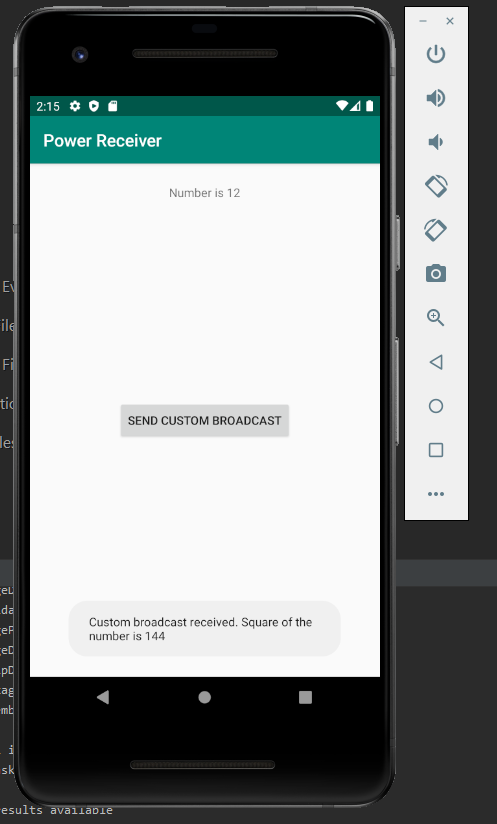 2:15
Power Receiver
Number is 12
Ev
SEND CUSTOM BROADCAST
Custom broadcast received. Square of the
number is 144
results available